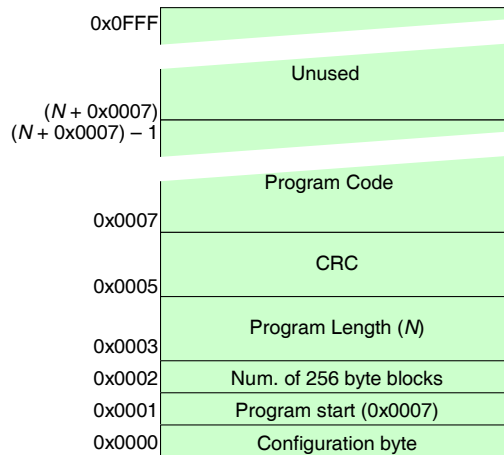 0x0FFF
Unused
(N + 0x0007)
(N + 0x0007) – 1
Program Code
0x0007
CRC
0x0005
Program Length (N)
0x0003
0x0002 Num. of 256 byte blocks
0x0001 Program start (0x0007)
0x0000 Configuration byte